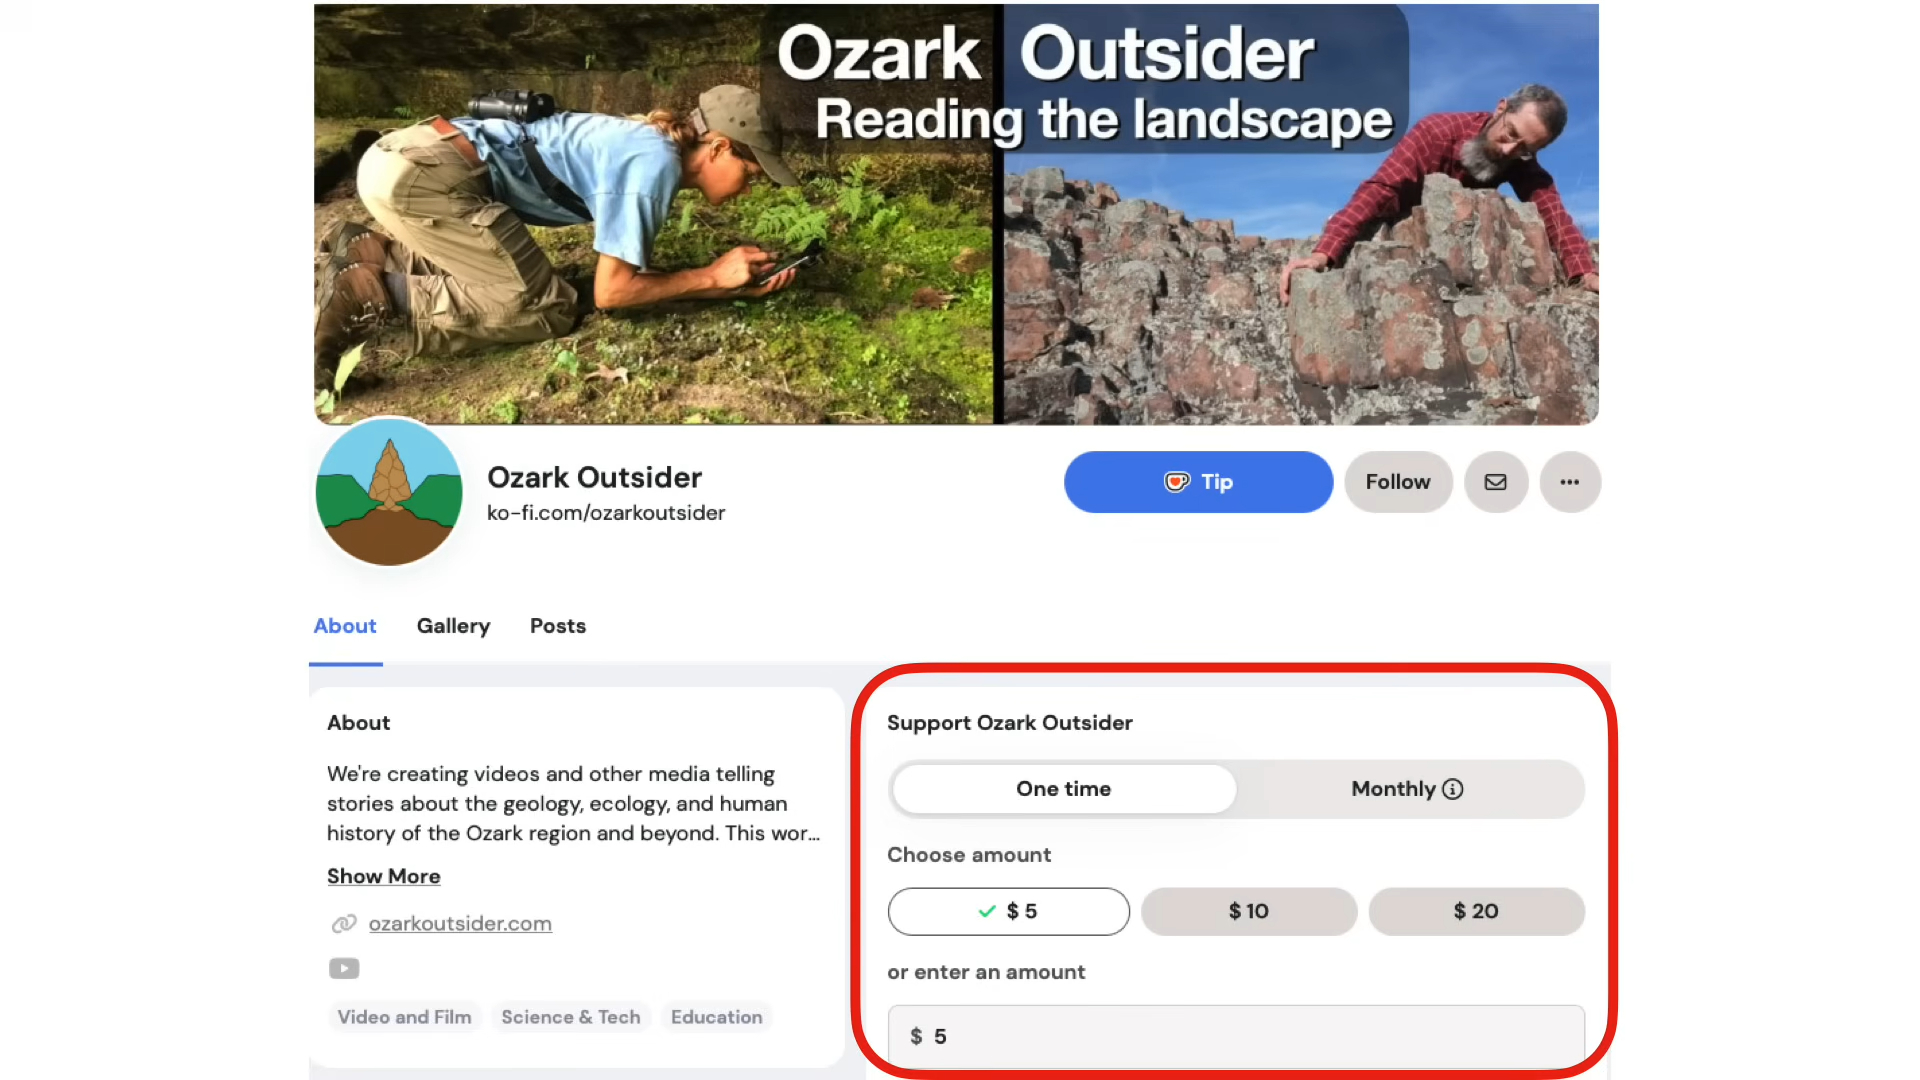 Ozark Outsider
Reading the landscape
Ozark Outsider
ko-fi.com/ozarkoutsider
Tip
Follow
About
Gallery
Posts
About
We're creating videos and other media telling
stories about the geology, ecology, and human
history of the Ozark region and beyond. This wor...
Show More
ozarkoutsider.com
Video and Film
Science & Tech
Education
Support Ozark Outsider
One time
Monthly
Choose amount
$ 5
$ 10
$ 20
or enter an amount
$ 5